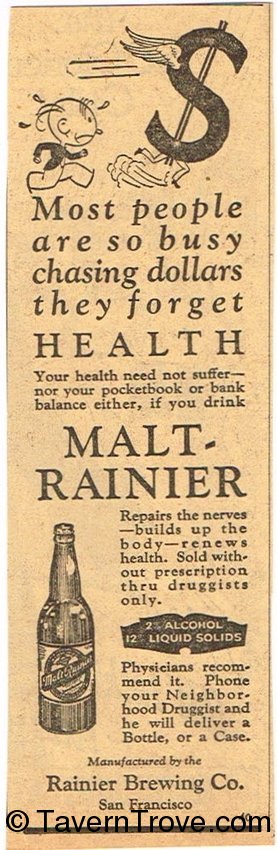 Most people
are so busy
chasing dollars
they forget
HEALTH
Your health need not suffer—
nor your pocketbook or bank
balance either, if you drink
MALT-
RAINIER
Repairs the nerves
—builds up the
body—renews
health. Sold with-
out prescription
thru druggists
only.
2% ALCOHOL
12% LIQUID SOLIDS
Malt-Rainier
Physicians recom-
mend it. Phone
your Neighbor-
hood Druggist and
he will deliver a
Bottle, or a Case.
Manufactured by the
Rainier Brewing Co.
San Francisco
© TavernTrove.com